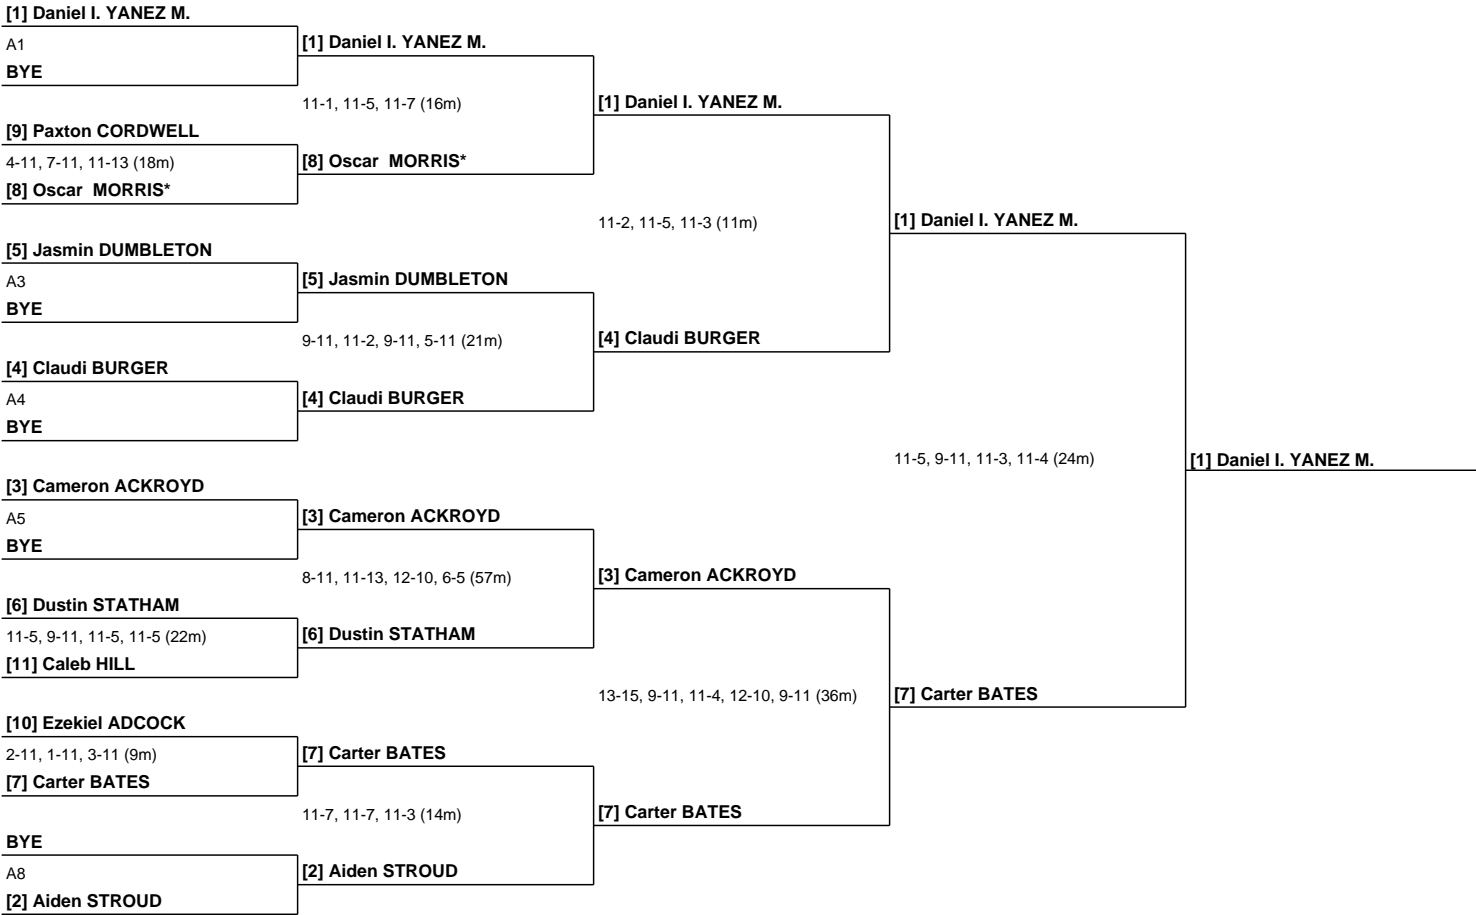 [1] Daniel I. YANEZ M.
A1
BYE
[9] Paxton CORDWELL
4-11, 7-11, 11-13 (18m)
[8] Oscar  MORRIS*
[5] Jasmin DUMBLETON
A3
BYE
[4] Claudi BURGER
A4
BYE
[3] Cameron ACKROYD
A5
BYE
[6] Dustin STATHAM
11-5, 9-11, 11-5, 11-5 (22m)
[11] Caleb HILL
[10] Ezekiel ADCOCK
2-11, 1-11, 3-11 (9m)
[7] Carter BATES
BYE
A8
[2] Aiden STROUD
[1] Daniel I. YANEZ M.
11-1, 11-5, 11-7 (16m)
[8] Oscar  MORRIS*
[5] Jasmin DUMBLETON
9-11, 11-2, 9-11, 5-11 (21m)
[4] Claudi BURGER
[3] Cameron ACKROYD
8-11, 11-13, 12-10, 6-5 (57m)
[6] Dustin STATHAM
[7] Carter BATES
11-7, 11-7, 11-3 (14m)
[2] Aiden STROUD
[1] Daniel I. YANEZ M.
11-2, 11-5, 11-3 (11m)
[4] Claudi BURGER
[3] Cameron ACKROYD
13-15, 9-11, 11-4, 12-10, 9-11 (36m)
[7] Carter BATES
[1] Daniel I. YANEZ M.
11-5, 9-11, 11-3, 11-4 (24m)
[7] Carter BATES
[1] Daniel I. YANEZ M.